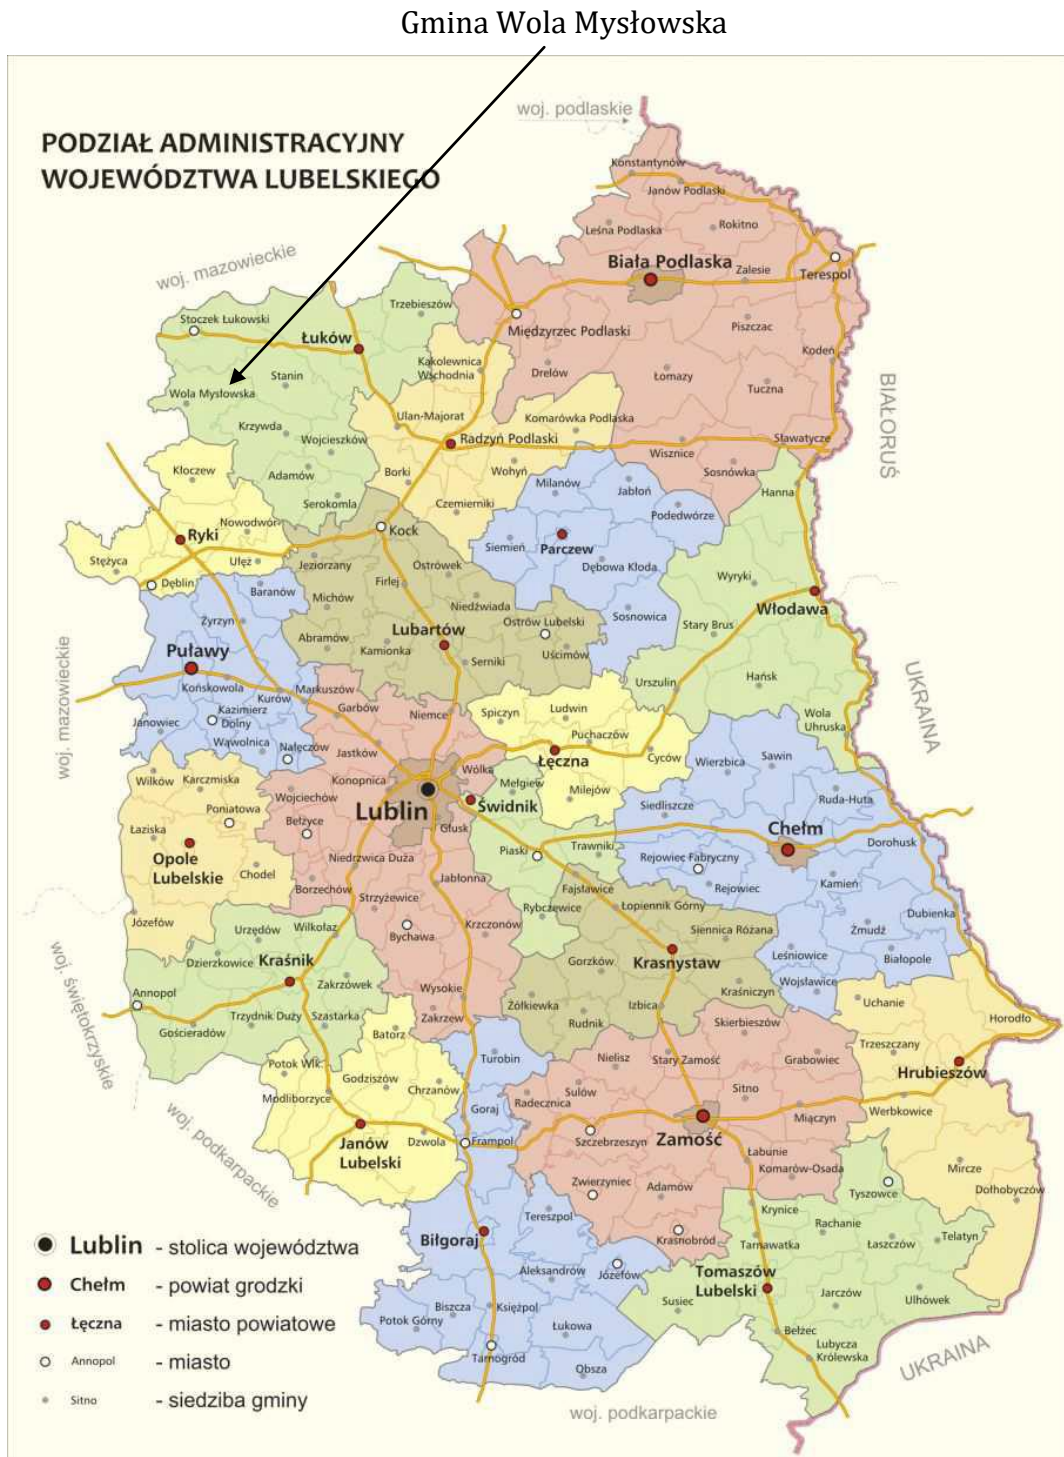 Gmina Wola Mysłowska
woj. podlaskie
PODZIAŁ ADMINISTRACYJNY
WOJEWÓDZTWA LUBELSKIEGO
Konstantynów
Janów Podlaski
Leśna Podlaska
Rokitno
Biała Podlaska
Zalesie
Terespol
woj. mazowieckie
Trzebieszów
Stoczek Łukowski
Łuków
Międzyrzec Podlaski
Piszczac
Kodeń
Kąkolewnica
Wschodnia
Drelów
Łomazy
Tuczna
Stanin
Wola Mysłowska
BIAŁORUŚ
Ulan-Majorat
Komarówka Podlaska
Krzywda
Wojcieszków
Radzyń Podlaski
Sławatycze
Wisznice
Kłoczew
Adamów
Borki
Wohyń
Sosnówka
Milanów
Jabłoń
Hanna
Serokomla
Czemierniki
Podedwórze
Nowodwór
Kock
Ryki
Siemień
Parczew
Stężyca
Ułęż
Jeziorzany
Ostrówek
Dębowa Kłoda
Dęblin
Baranów
Firlej
Wyryki
Michów
Niedźwiada
Włodawa
Żyrzyn
Abramów
Lubartów
Ostrów Lubelski
Sosnowica
Stary Brus
Puławy
Kamionka
Serniki
Uścimów
Hańsk
Urszulin
UKRAINA
woj. mazowieckie
Końskowola
Kurów
Markuszów
Garbów
Niemce
Spiczyn
Ludwin
Janowiec
Kazimierz
Dolny
Wola
Uhruska
Wąwolnica
Nałęczów
Jastków
Puchaczów
Łęczna
Cyców
Wierzbica
Sawin
Wilków
Karczmiska
Konopnica
Wólka
Mełgiew
Milejów
Wojciechów
Poniatowa
Lublin
Świdnik
Siedliszcze
Ruda-Huta
Łaziska
Bełżyce
Głusk
Chełm
Dorohusk
Opole
Lubelskie
Niedrzwica Duża
Piaski
Trawniki
Rejowiec Fabryczny
Chodel
Jabłonna
Fajsławice
Rejowiec
Kamień
Borzechów
Strzyżewice
Rybczewice
Łopiennik Górny
Józefów
Dubienka
Urzędów
Wilkołaz
Bychawa
Krzczonów
Siennica Różana
Żmudź
Dzierzkowice
Kraśnik
Gorzków
Krasnystaw
Leśniowice
Białopole
woj. świętokrzyskie
Annopol
Zakrzówek
Wysokie
Żółkiewka
Izbica
Kraśniczyn
Wojsławice
Uchanie
Gościeradów
Trzydnik Duży
Szastarka
Zakrzew
Rudnik
Horodło
Batorz
Skierbieszów
Trzeszczany
Potok Wlk.
Turobin
Nielisz
Stary Zamość
Grabowiec
Hrubieszów
Godziszów
Chrzanów
Sułów
Sitno
Modliborzyce
Goraj
Radecznica
Miączyn
Werbkowice
woj. podkarpackie
Janów
Lubelski
Dzwola
Frampol
Szczebrzeszyn
Zamość
Łabunie
Komarów-Osada
Mircze
Zwierzyniec
Adamów
Tyszowce
Dołhobyczów
Krynice
Tereszpol
Rachanie
Biłgoraj
Krasnobród
Tarnawatka
Łaszczów
Telatyn
Aleksandrów
Józefów
Tomaszów
Lubelski
Biszcza
Księżpol
Susiec
Jarczów
Ulhówek
Potok Górny
Łukowa
Bełżec
Lubycza
Królewska
Tarnogród
Obsza
UKRAINA
woj. podkarpackie
Lublin - stolica województwa
Chełm - powiat grodzki
Łęczna - miasto powiatowe
Annopol - miasto
Sitno - siedziba gminy